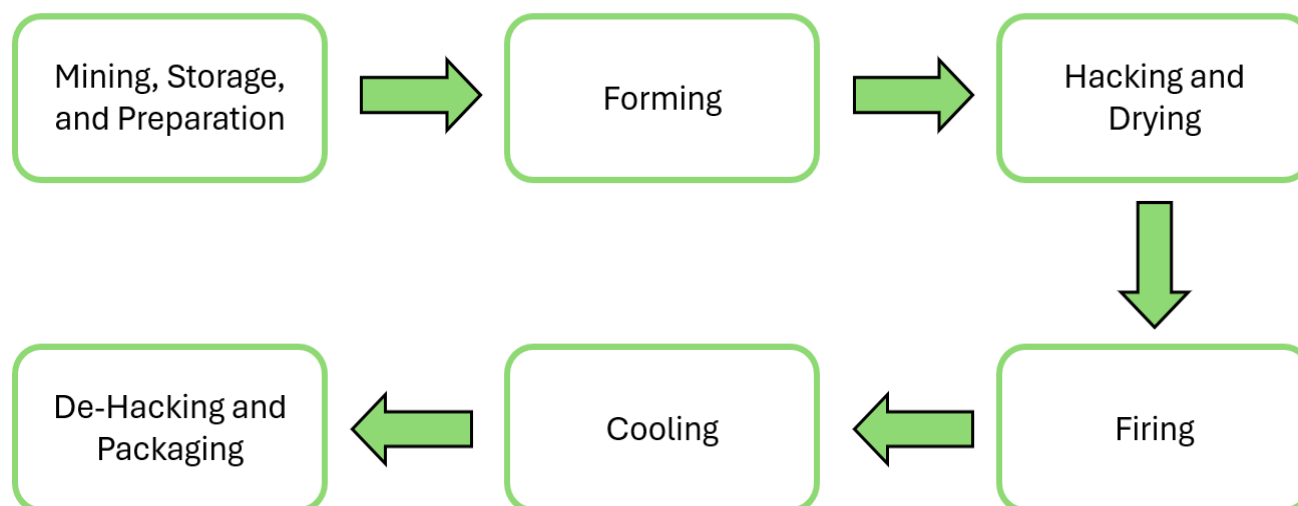 Mining, Storage,
and Preparation
Forming
Hacking and
Drying
Firing
Cooling
De-Hacking and
Packaging